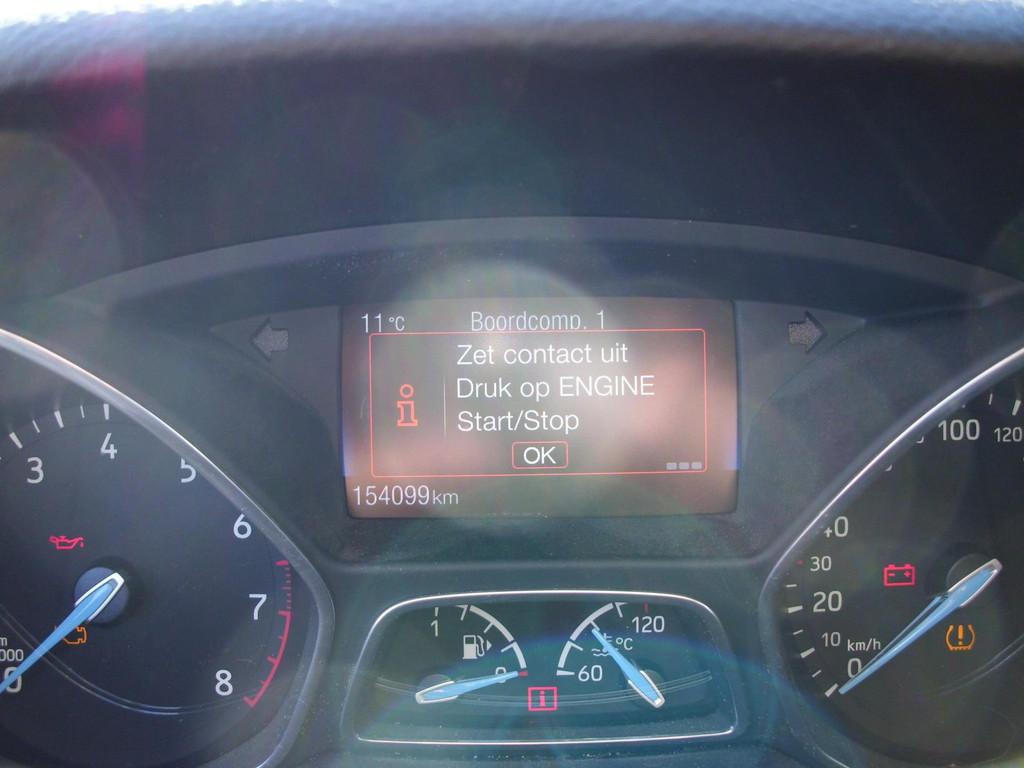 11°C Boordcomp. 1
Zet contact uit
Druk op ENGINE
Start/Stop
OK
154099km
3 4 5 6 7 8
1
60 120 °C
0 10 20 30 40 100 120
km/h